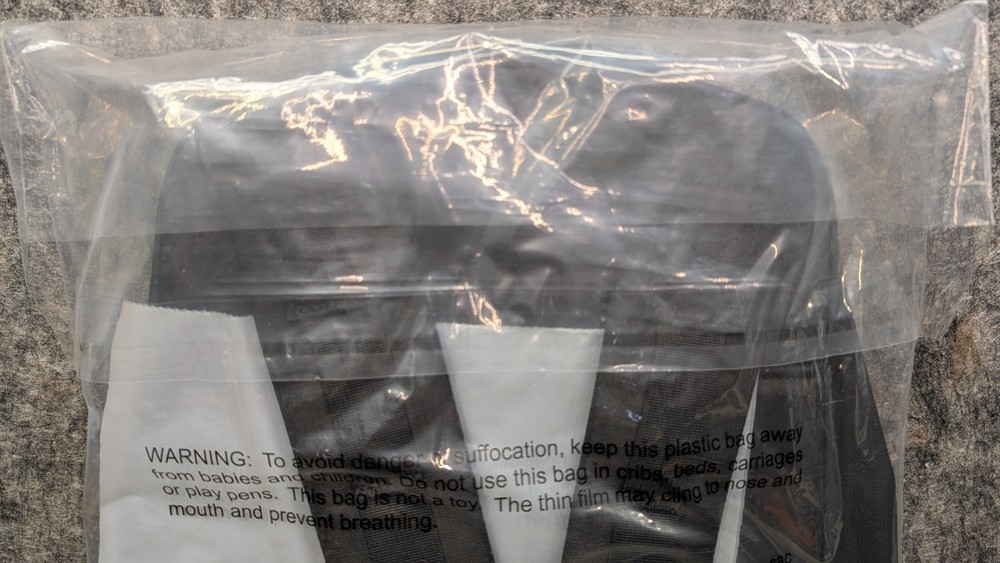 WARNING: To avoid danger of suffocation, keep this plastic bag away
from babies and children. Do not use this bag in cribs, beds, carriages
or play pens. This bag is not a toy. The thin film may cling to nose and
mouth and prevent breathing.